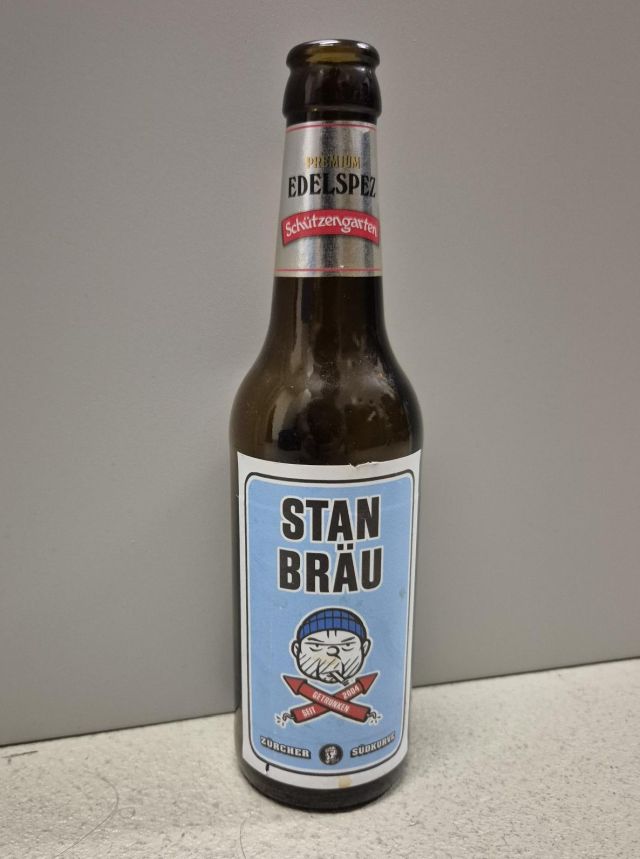 PREMIUM
EDELSPEZ
Schützengarten
STAN
BRÄU
GETRUNKEN
SEIT 2004
ZÜRCHER SÜDKURVE